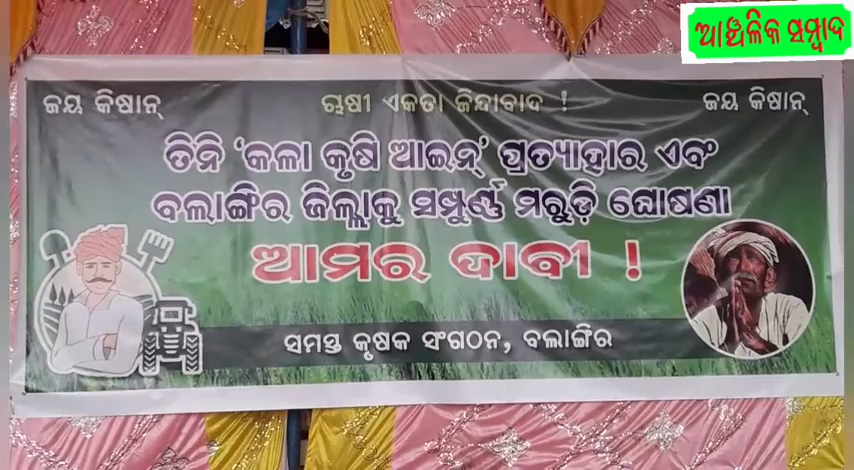 ଆଞ୍ଚଳିକ ସମ୍ବାଦ
ଜୟ କିଷାନ୍ ଋଷୀ ଏକତା ଜିନ୍ଦାବାଦ ! ଜୟ କିଷାନ୍
ତିନି 'କଳା କୃଷି ଆଇନ୍' ପ୍ରତ୍ୟାହାର ଏବଂ
ବଲାଙ୍ଗିର ଜିଲ୍ଲାକୁ ସମ୍ପୁର୍ଣ୍ଣ ମରୁଡ଼ି ଘୋଷଣା
ଆମର ଦାବୀ !
ସମସ୍ତ କୃଷକ ସଂଗଠନ, ବଲାଙ୍ଗିର